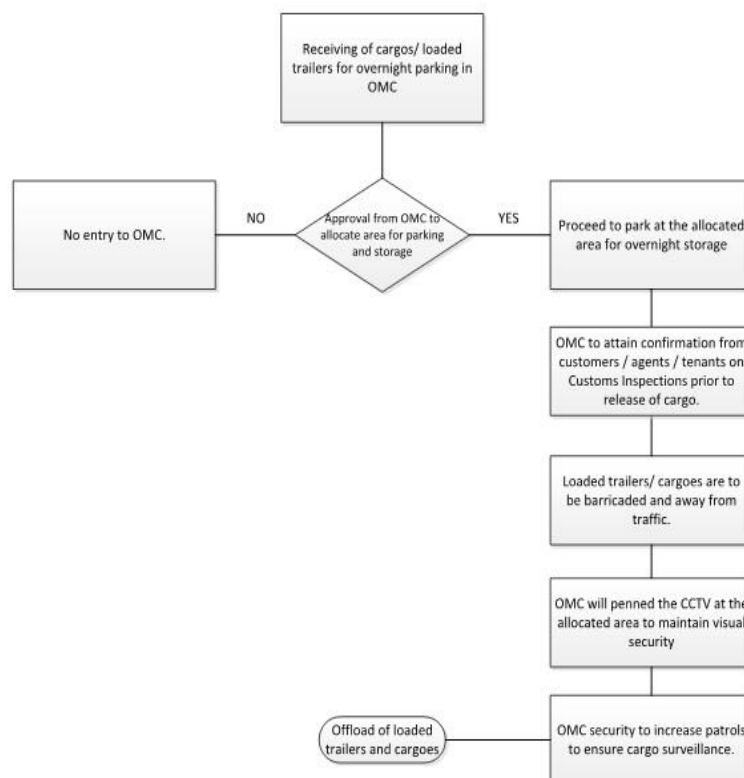 Receiving of cargos/ loaded
trailers for overnight parking in
OMC
No entry to OMC.
NO
Approval from OMC to
allocate area for parking
and storage
YES
Proceed to park at the allocated
area for overnight storage
OMC to attain confirmation from
customers / agents / tenants on
Customs Inspections prior to
release of cargo.
Loaded trailers/ cargoes are to
be barricaded and away from
traffic.
OMC will penned the CCTV at the
allocated area to maintain visual
security
OMC security to increase patrols
to ensure cargo surveillance.
Offload of loaded
trailers and cargoes